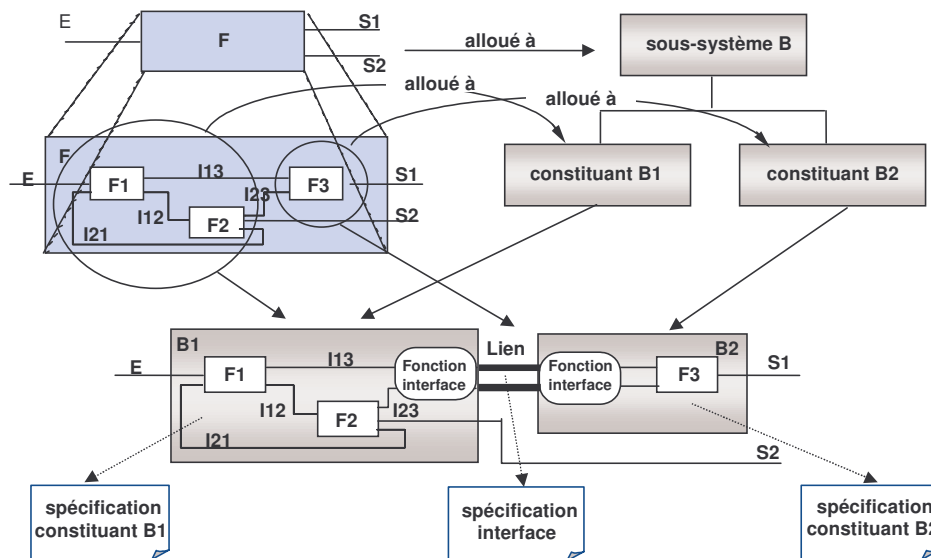 E
F
S1
S2
alloué à
sous-système B
alloué à
alloué à
F
E
F1
I13
F3
S1
I23
I12
F2
S2
I21
constituant B1
constituant B2
B1
E
F1
I13
Fonction
interface
Lien
Fonction
interface
B2
F3
S1
I12
F2
I23
I21
S2
spécification
constituant B1
spécification
interface
spécification
constituant B2